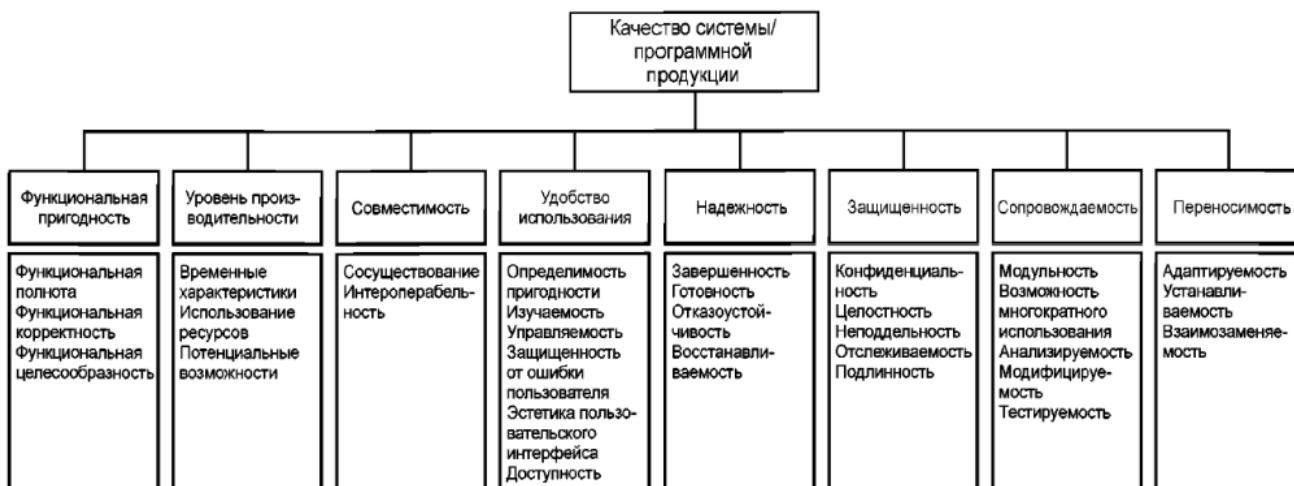 Качество системы/
программной
продукции
Функциональная
пригодность
Уровень произ-
водительности
Совместимость
Удобство
использования
Надежность
Защищенность
Сопровождаемость
Переносимость
Функциональная
полнота
Функциональная
корректность
Функциональная
целесообразность
Временные
характеристики
Использование
ресурсов
Потенциальные
возможности
Сосуществование
Интероперабель-
ность
Определимость
пригодности
Изучаемость
Управляемость
Защищенность
от ошибки
пользователя
Эстетика пользо-
вательского
интерфейса
Доступность
Завершенность
Готовность
Отказоустой-
чивость
Восстанавли-
ваемость
Конфиденциаль-
ность
Целостность
Неподдельность
Отслеживаемость
Подлинность
Модульность
Возможность
многократного
использования
Анализируемость
Модифицируе-
мость
Тестируемость
Адаптируемость
Устанавли-
ваемость
Взаимозаменяе-
мость